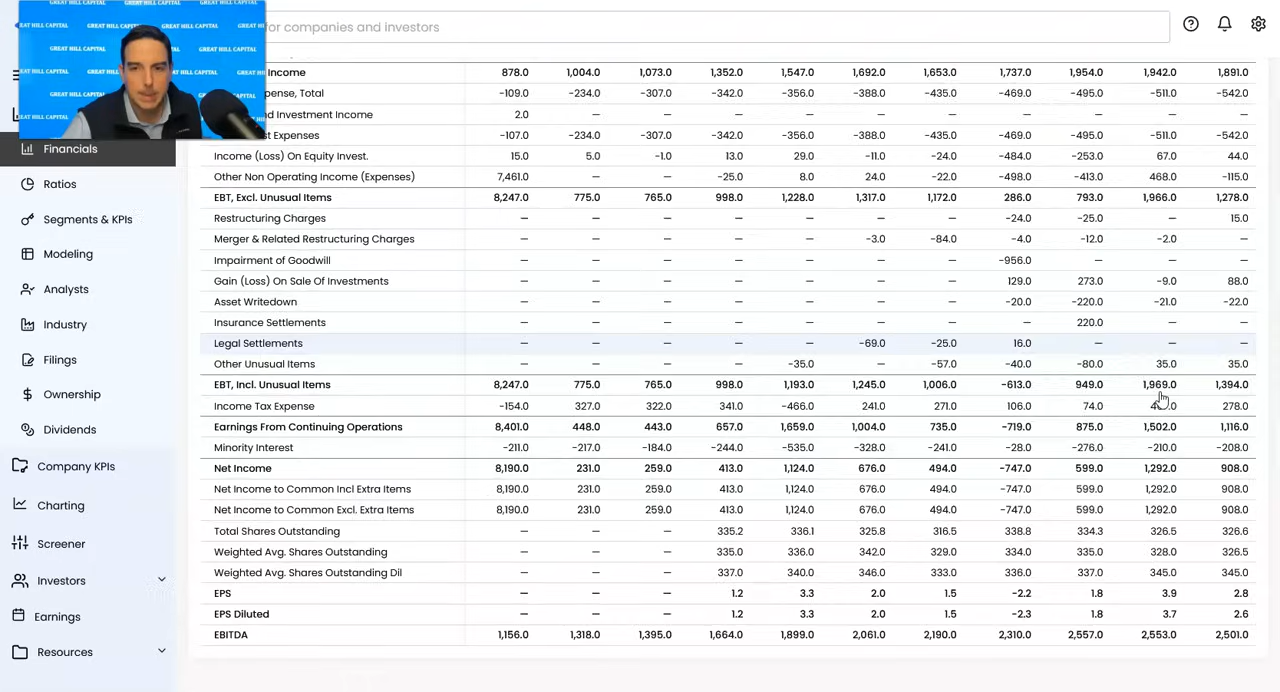 GREAT HILL CAPITAL
for companies and investors
Income 878.0 1,004.0 1,073.0 1,352.0 1,547.0 1,692.0 1,653.0 1,737.0 1,954.0 1,942.0 1,891.0
pense, Total -109.0 -234.0 -307.0 -342.0 -356.0 -388.0 -435.0 -469.0 -495.0 -511.0 -542.0
nd Investment Income 2.0 — — — — — — — — — —
st Expenses -107.0 -234.0 -307.0 -342.0 -356.0 -388.0 -435.0 -469.0 -495.0 -511.0 -542.0
Income (Loss) On Equity Invest. 15.0 5.0 -1.0 13.0 29.0 -11.0 -24.0 -484.0 -253.0 67.0 44.0
Other Non Operating Income (Expenses) 7,461.0 — — -25.0 8.0 24.0 -22.0 -498.0 -413.0 468.0 -115.0
EBT, Excl. Unusual Items 8,247.0 775.0 765.0 998.0 1,228.0 1,317.0 1,172.0 286.0 793.0 1,966.0 1,278.0
Restructuring Charges — — — — — — — -24.0 -25.0 — 15.0
Merger & Related Restructuring Charges — — — — — -3.0 -84.0 -4.0 -12.0 -2.0 —
Impairment of Goodwill — — — — — — — -956.0 — — —
Gain (Loss) On Sale Of Investments — — — — — — — 129.0 273.0 -9.0 88.0
Asset Writedown — — — — — — — -20.0 -220.0 -21.0 -22.0
Insurance Settlements — — — — — — — — 220.0 — —
Legal Settlements — — — — — -69.0 -25.0 16.0 — — —
Other Unusual Items — — — — -35.0 — -57.0 -40.0 -80.0 35.0 35.0
EBT, Incl. Unusual Items 8,247.0 775.0 765.0 998.0 1,193.0 1,245.0 1,006.0 -613.0 949.0 1,969.0 1,394.0
Income Tax Expense -154.0 327.0 322.0 341.0 -466.0 241.0 271.0 106.0 74.0 278.0
Earnings From Continuing Operations 8,401.0 448.0 443.0 657.0 1,659.0 1,004.0 735.0 -719.0 875.0 1,502.0 1,116.0
Minority Interest -211.0 -217.0 -184.0 -244.0 -535.0 -328.0 -241.0 -28.0 -276.0 -210.0 -208.0
Net Income 8,190.0 231.0 259.0 413.0 1,124.0 676.0 494.0 -747.0 599.0 1,292.0 908.0
Net Income to Common Incl Extra Items 8,190.0 231.0 259.0 413.0 1,124.0 676.0 494.0 -747.0 599.0 1,292.0 908.0
Net Income to Common Excl. Extra Items 8,190.0 231.0 259.0 413.0 1,124.0 676.0 494.0 -747.0 599.0 1,292.0 908.0
Total Shares Outstanding — — — 335.2 336.1 325.8 316.5 338.8 334.3 326.5 326.6
Weighted Avg. Shares Outstanding — — — 335.0 336.0 342.0 329.0 334.0 335.0 328.0 326.5
Weighted Avg. Shares Outstanding Dil — — — 337.0 340.0 346.0 333.0 336.0 337.0 345.0 345.0
EPS — — — 1.2 3.3 2.0 1.5 -2.2 1.8 3.9 2.8
EPS Diluted — — — 1.2 3.3 2.0 1.5 -2.3 1.8 3.7 2.6
EBITDA 1,156.0 1,318.0 1,395.0 1,664.0 1,899.0 2,061.0 2,190.0 2,310.0 2,557.0 2,553.0 2,501.0
Financials
Ratios
Segments & KPIs
Modeling
Analysts
Industry
Filings
Ownership
Dividends
Company KPIs
Charting
Screener
Investors
Earnings
Resources